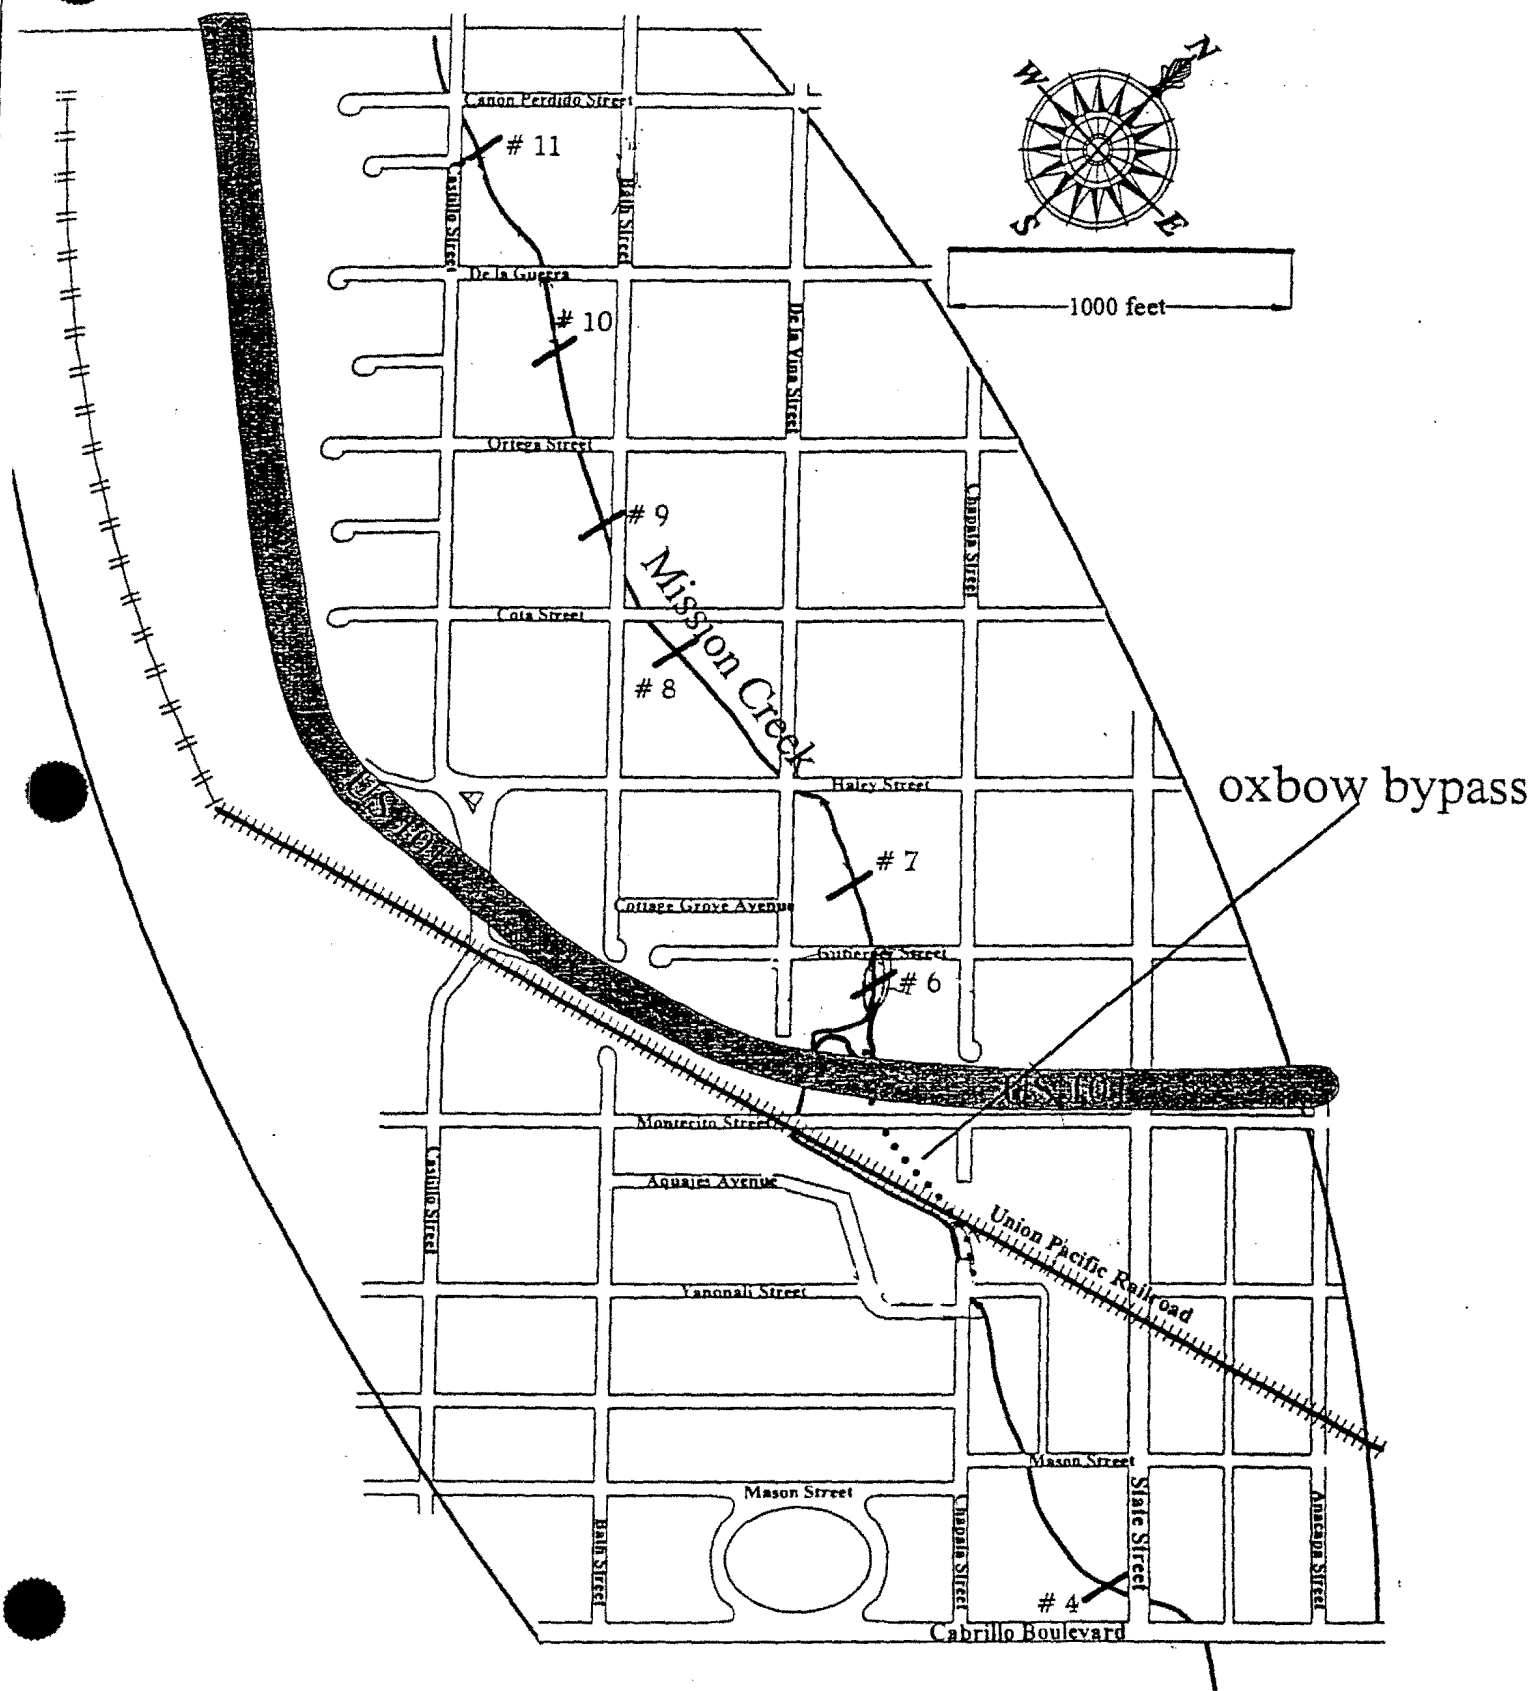 N
W
Canon Perdido Street
# 11
Castillo Street
Bath Street
S
E
De la Guerra
1000 feet
# 10
De la Vina Street
Ortega Street
Chapala Street
# 9
Mission Creek
Cota Street
# 8
oxbow bypass
Haley Street
US 101
# 7
Cottage Grove Avenue
Gutierrez Street
# 6
US 101
Montecito Street
Castillo Street
Aquajes Avenue
Union Pacific Railroad
Yanonali Street
Mason Street
Mason Street
State Street
Bath Street
Chapala Street
Anacapa Street
# 4
Cabrillo Boulevard